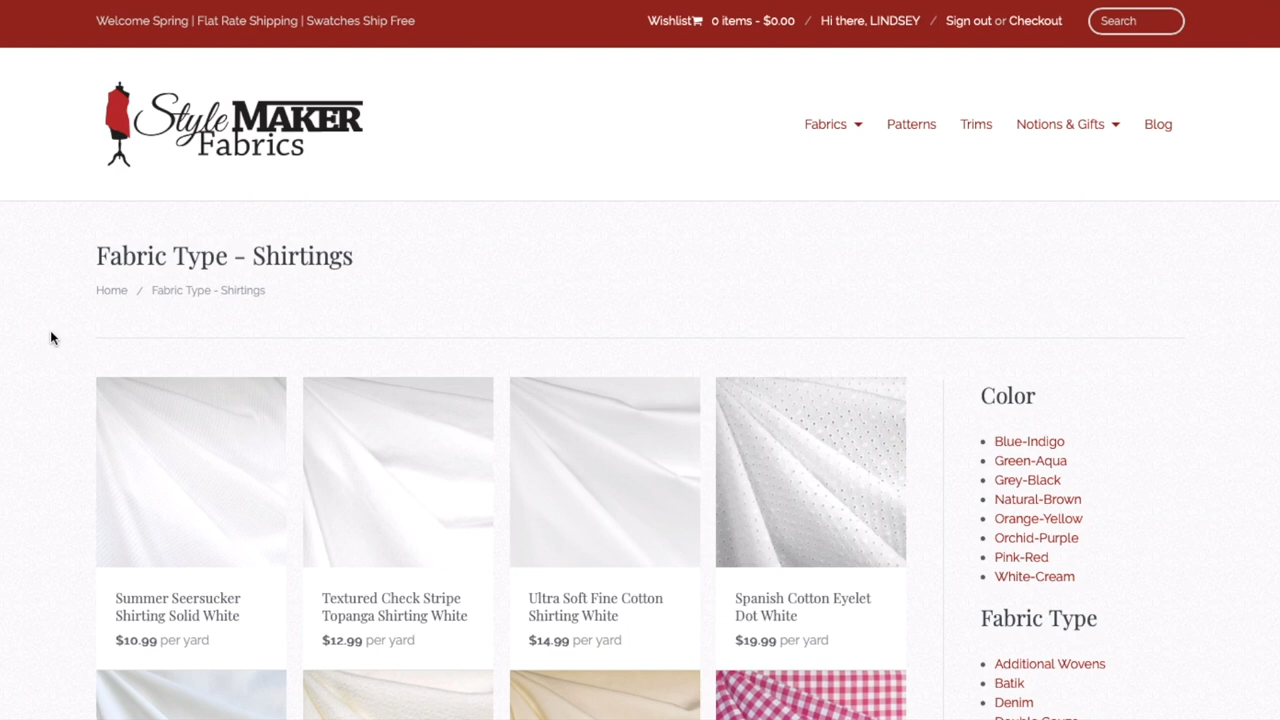 Welcome Spring | Flat Rate Shipping | Swatches Ship Free
Wishlist 0 items - $0.00 / Hi there, LINDSEY / Sign out or Checkout
Search
Style MAKER
Fabrics
Fabrics Patterns Trims Notions & Gifts Blog
Fabric Type - Shirtings
Home / Fabric Type - Shirtings
Summer Seersucker
Shirting Solid White
$10.99 per yard
Textured Check Stripe
Topanga Shirting White
$12.99 per yard
Ultra Soft Fine Cotton
Shirting White
$14.99 per yard
Spanish Cotton Eyelet
Dot White
$19.99 per yard
Color
Blue-Indigo
Green-Aqua
Grey-Black
Natural-Brown
Orange-Yellow
Orchid-Purple
Pink-Red
White-Cream
Fabric Type
Additional Wovens
Batik
Denim